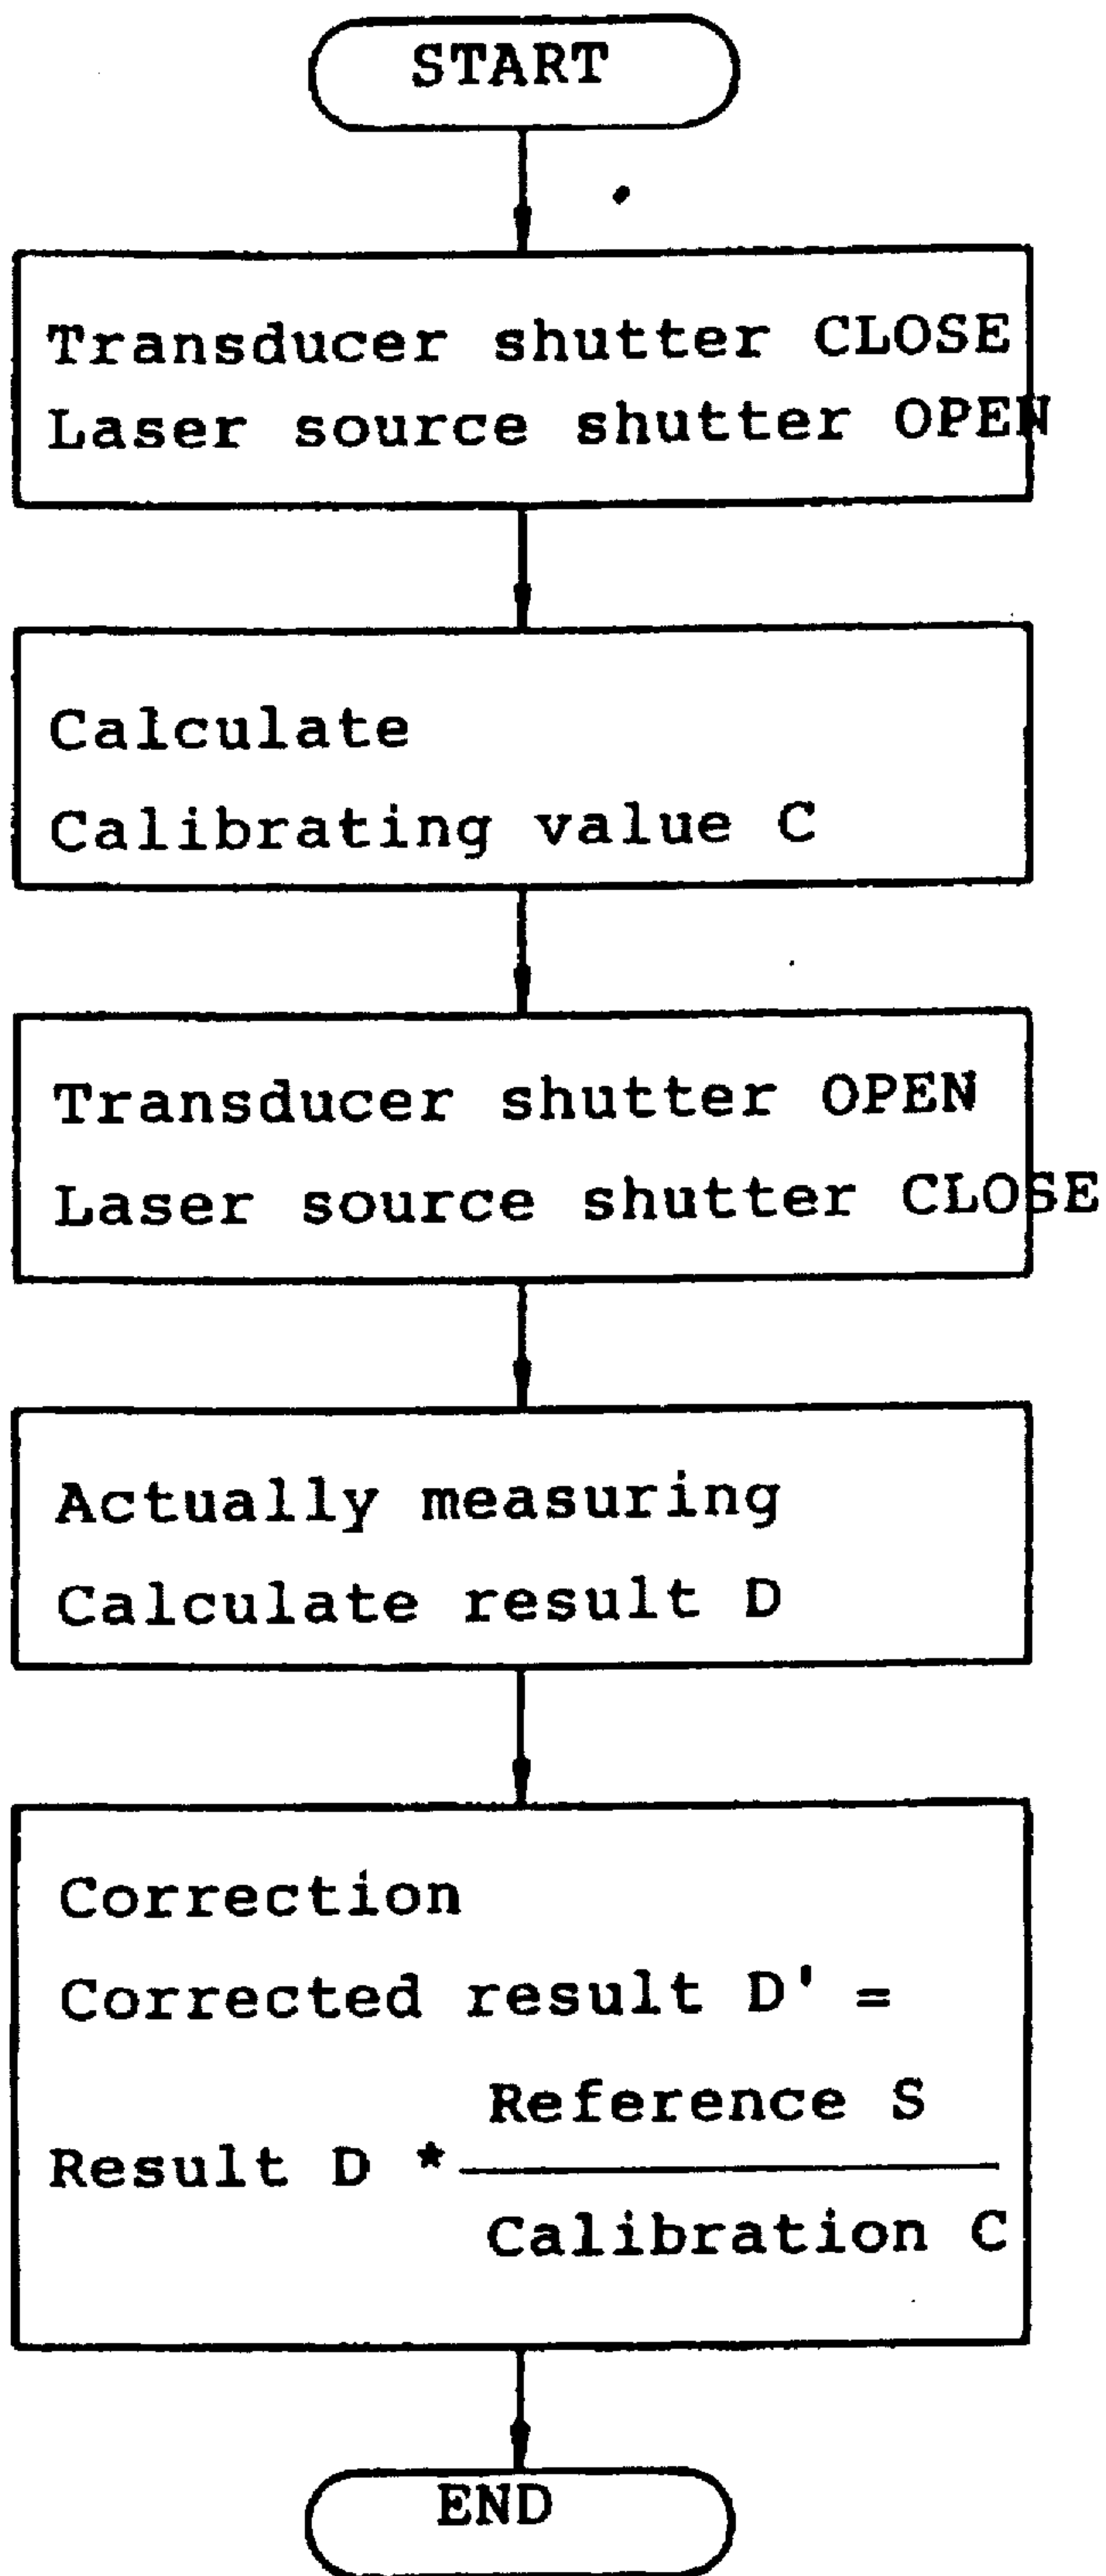 START
Transducer shutter CLOSE
Laser source shutter OPEN
Calculate
Calibrating value C
Transducer shutter OPEN
Laser source shutter CLOSE
Actually measuring
Calculate result D
Correction
Corrected result D' =
Reference S
Result D *
Calibration C
END